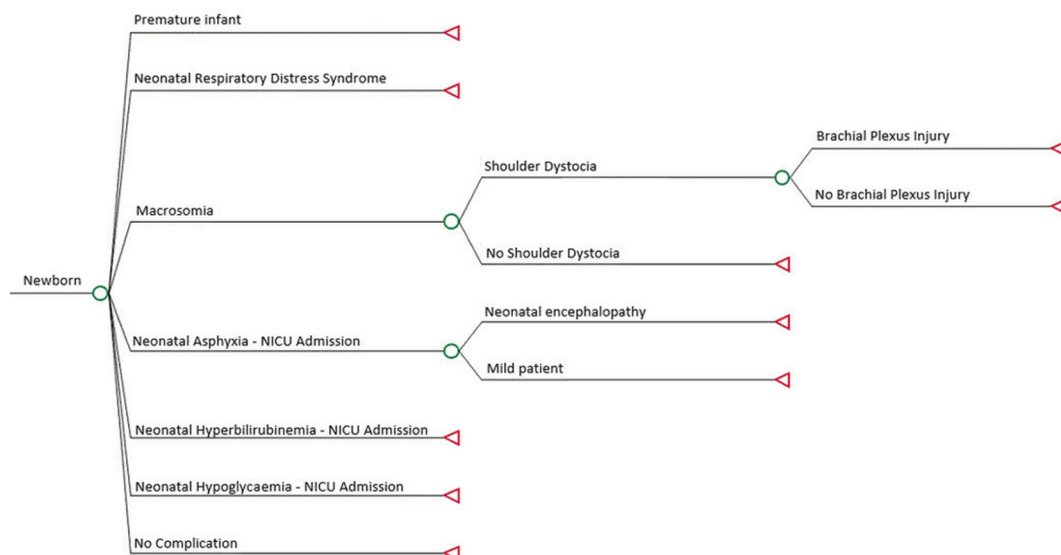 Premature infant
Neonatal Respiratory Distress Syndrome
Brachial Plexus Injury
Shoulder Dystocia
No Brachial Plexus Injury
Macrosomia
No Shoulder Dystocia
Newborn
Neonatal encephalopathy
Neonatal Asphyxia - NICU Admission
Mild patient
Neonatal Hyperbilirubinemia - NICU Admission
Neonatal Hypoglycaemia - NICU Admission
No Complication